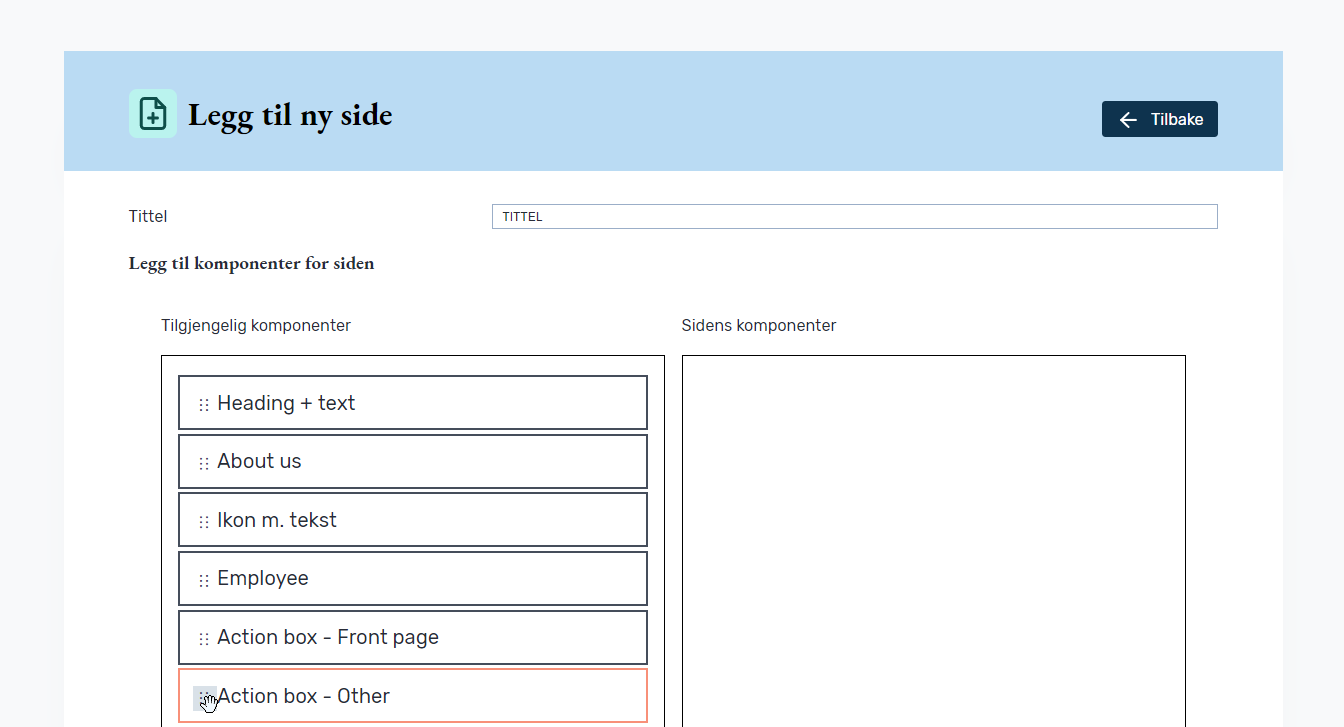 Legg til ny side
Tilbake
Tittel
TITTEL
Legg til komponenter for siden
Tilgjengelig komponenter
Sidens komponenter
Heading + text
About us
Ikon m. tekst
Employee
Action box - Front page
Action box - Other